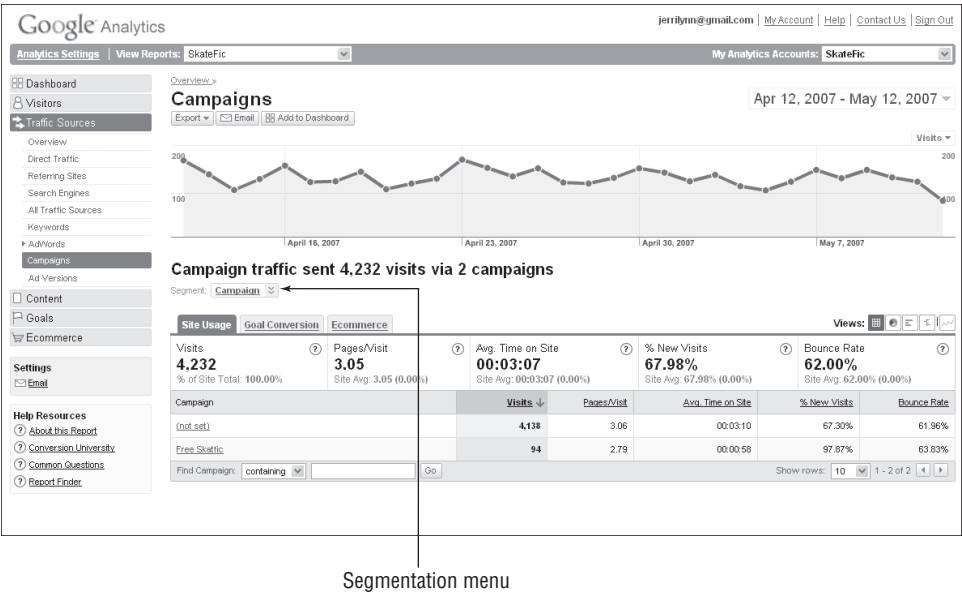 Google Analytics
jerrilynn@gmail.com | My Account | Help | Contact Us | Sign Out
Analytics Settings | View Reports: SkateFic
My Analytics Accounts: SkateFic
Dashboard
Visitors
Traffic Sources
Overview
Direct Traffic
Referring Sites
Search Engines
All Traffic Sources
Keywords
AdWords
Campaigns
Ad Versions
Content
Goals
Ecommerce
Settings
Email
Help Resources
About this Report
Conversion University
Common Questions
Report Finder
Overview »
Campaigns
Apr 12, 2007 - May 12, 2007
Export Email Add to Dashboard
Visits
200 200
100 100
April 16, 2007 April 23, 2007 April 30, 2007 May 7, 2007
Campaign traffic sent 4,232 visits via 2 campaigns
Segment: Campaign
Site Usage Goal Conversion Ecommerce
Views:
Visits Pages/Visit Avg. Time on Site % New Visits Bounce Rate
4,232 3.05 00:03:07 67.98% 62.00%
% of Site Total: 100.00% Site Avg: 3.05 (0.00%) Site Avg: 00:03:07 (0.00%) Site Avg: 67.98% (0.00%) Site Avg: 62.00% (0.00%)
Campaign Visits Pages/Visit Avg. Time on Site % New Visits Bounce Rate
(not set) 4,138 3.06 00:03:10 67.30% 61.96%
Free Skatfic 94 2.79 00:00:58 97.87% 63.83%
Find Campaign: containing Go Show rows: 10 1 - 2 of 2
Segmentation menu